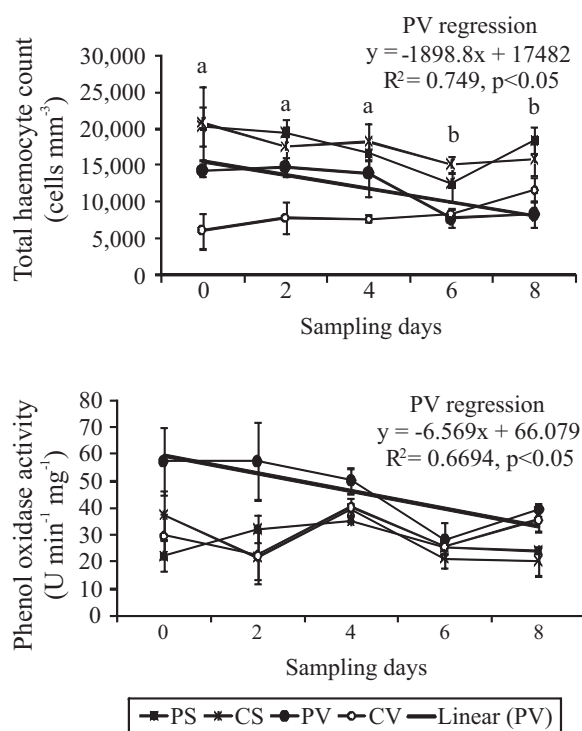 PV regression
y = -1898.8x + 17482
R² = 0.749, p<0.05
Total haemocyte count
(cells mm⁻³)
30,000
25,000
20,000
15,000
10,000
5,000
0
a
a
a
b
b
0 2 4 6 8
Sampling days
PV regression
y = -6.569x + 66.079
R² = 0.6694, p<0.05
Phenol oxidase activity
(U min⁻¹ mg⁻¹)
80
70
60
50
40
30
20
10
0
0 2 4 6 8
Sampling days
PS CS PV CV Linear (PV)